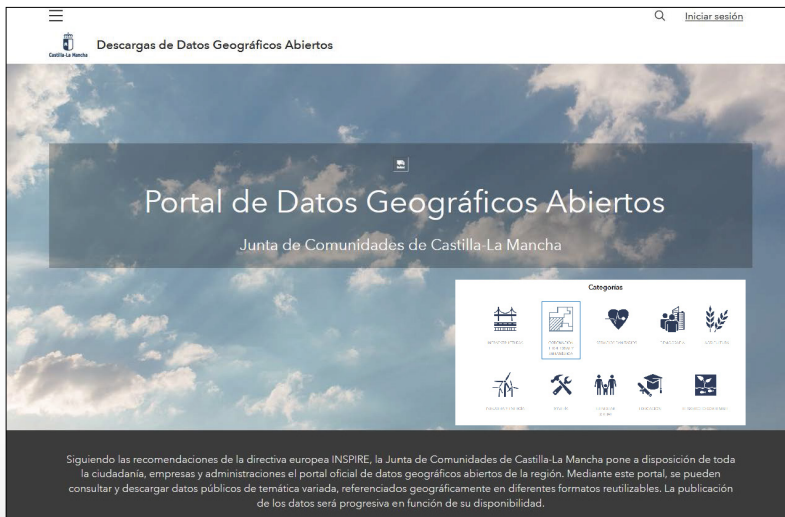 Iniciar sesión
Castilla-La Mancha
Descargas de Datos Geográficos Abiertos
Portal de Datos Geográficos Abiertos
Junta de Comunidades de Castilla-La Mancha
Categorías
Siguiendo las recomendaciones de la directiva europea INSPIRE, la Junta de Comunidades de Castilla-La Mancha pone a disposición de toda
la ciudadanía, empresas y administraciones el portal oficial de datos geográficos abiertos de la región. Mediante este portal, se pueden
consultar y descargar datos públicos de temática variada, referenciados geográficamente en diferentes formatos reutilizables. La publicación
de los datos será progresiva en función de su disponibilidad.